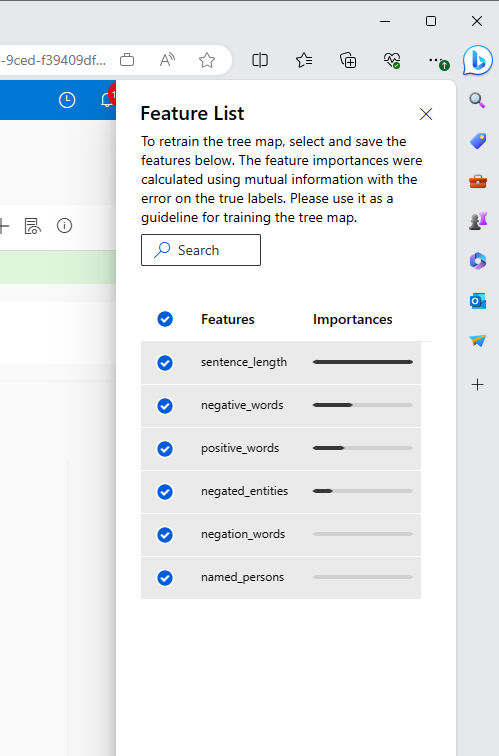 -9ced-f39409df...
Feature List
To retrain the tree map, select and save the
features below. The feature importances were
calculated using mutual information with the
error on the true labels. Please use it as a
guideline for training the tree map.
Search
Features Importances
sentence_length
negative_words
positive_words
negated_entities
negation_words
named_persons